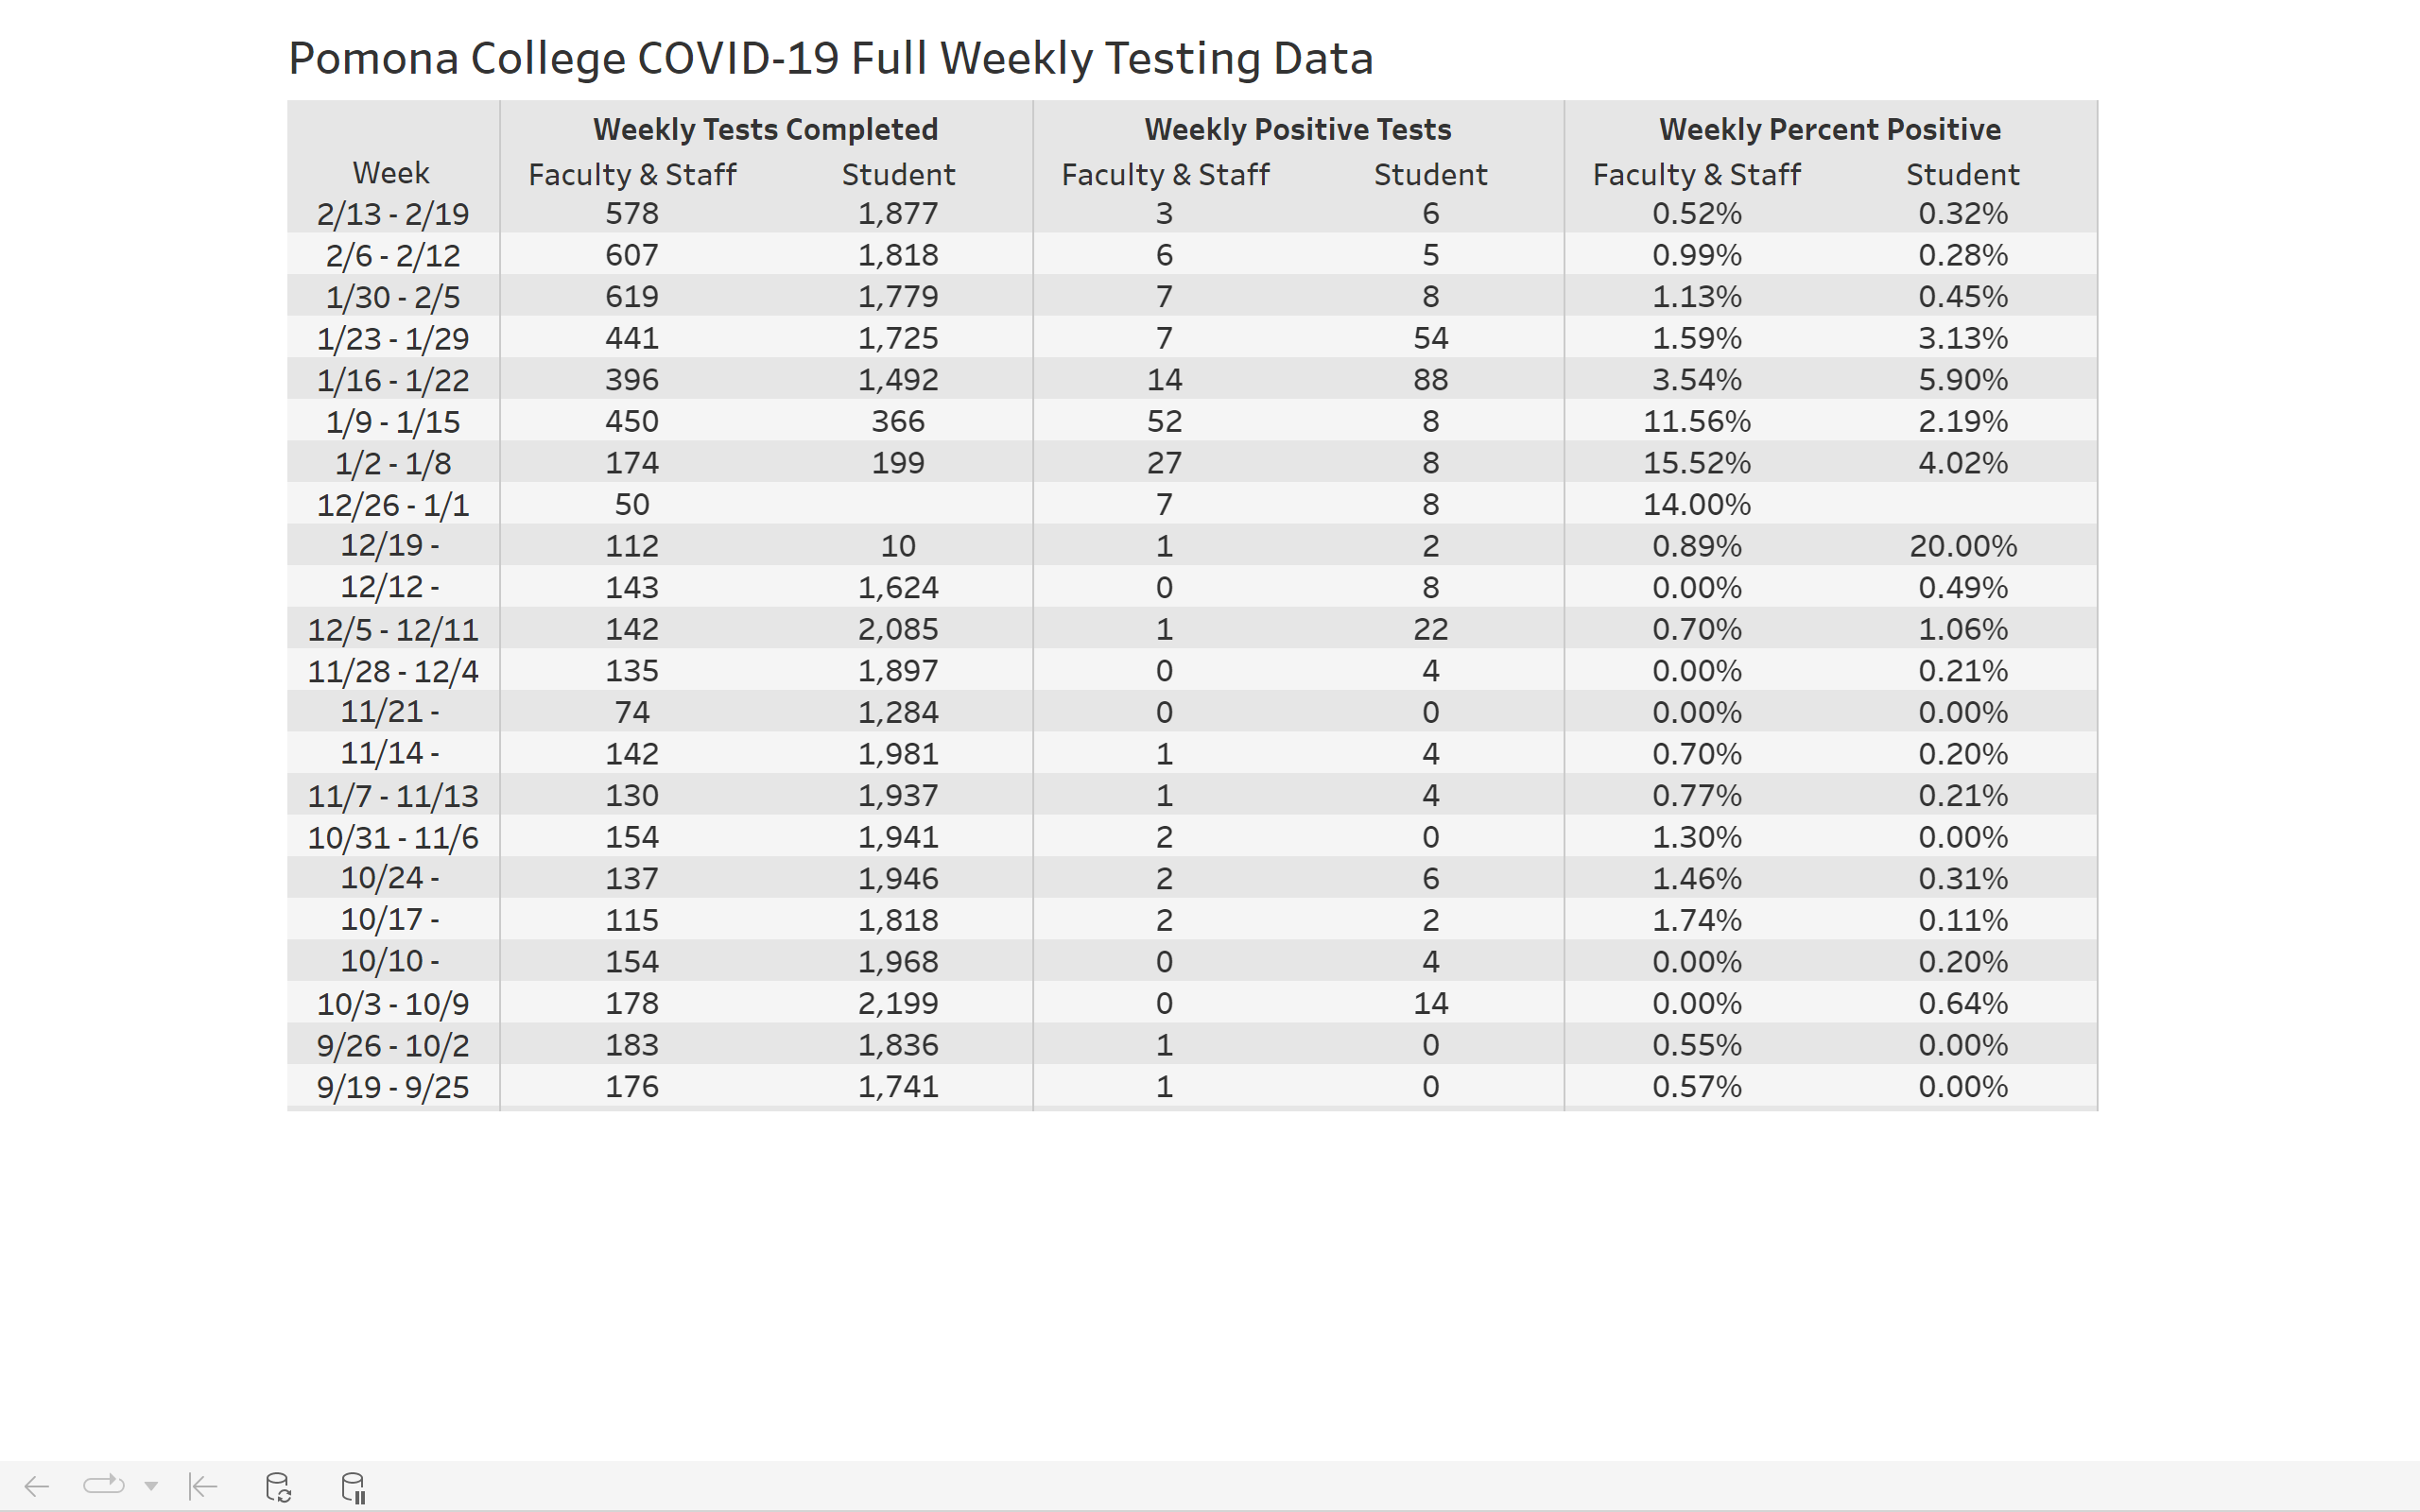 Pomona College COVID-19 Full Weekly Testing Data
Weekly Tests Completed Weekly Positive Tests Weekly Percent Positive
Week Faculty & Staff Student Faculty & Staff Student Faculty & Staff Student
2/13 - 2/19 578 1,877 3 6 0.52% 0.32%
2/6 - 2/12 607 1,818 6 5 0.99% 0.28%
1/30 - 2/5 619 1,779 7 8 1.13% 0.45%
1/23 - 1/29 441 1,725 7 54 1.59% 3.13%
1/16 - 1/22 396 1,492 14 88 3.54% 5.90%
1/9 - 1/15 450 366 52 8 11.56% 2.19%
1/2 - 1/8 174 199 27 8 15.52% 4.02%
12/26 - 1/1 50 7 8 14.00%
12/19 - 112 10 1 2 0.89% 20.00%
12/12 - 143 1,624 0 8 0.00% 0.49%
12/5 - 12/11 142 2,085 1 22 0.70% 1.06%
11/28 - 12/4 135 1,897 0 4 0.00% 0.21%
11/21 - 74 1,284 0 0 0.00% 0.00%
11/14 - 142 1,981 1 4 0.70% 0.20%
11/7 - 11/13 130 1,937 1 4 0.77% 0.21%
10/31 - 11/6 154 1,941 2 0 1.30% 0.00%
10/24 - 137 1,946 2 6 1.46% 0.31%
10/17 - 115 1,818 2 2 1.74% 0.11%
10/10 - 154 1,968 0 4 0.00% 0.20%
10/3 - 10/9 178 2,199 0 14 0.00% 0.64%
9/26 - 10/2 183 1,836 1 0 0.55% 0.00%
9/19 - 9/25 176 1,741 1 0 0.57% 0.00%